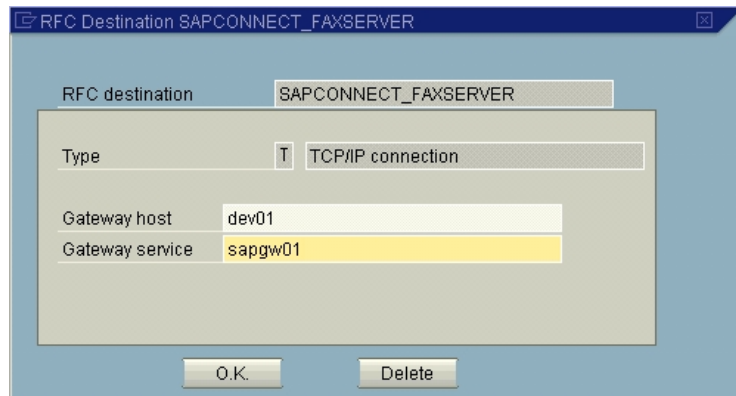 RFC Destination SAPCONNECT_FAXSERVER
RFC destination SAPCONNECT_FAXSERVER
Type T TCP/IP connection
Gateway host dev01
Gateway service sapgw01
O.K. Delete